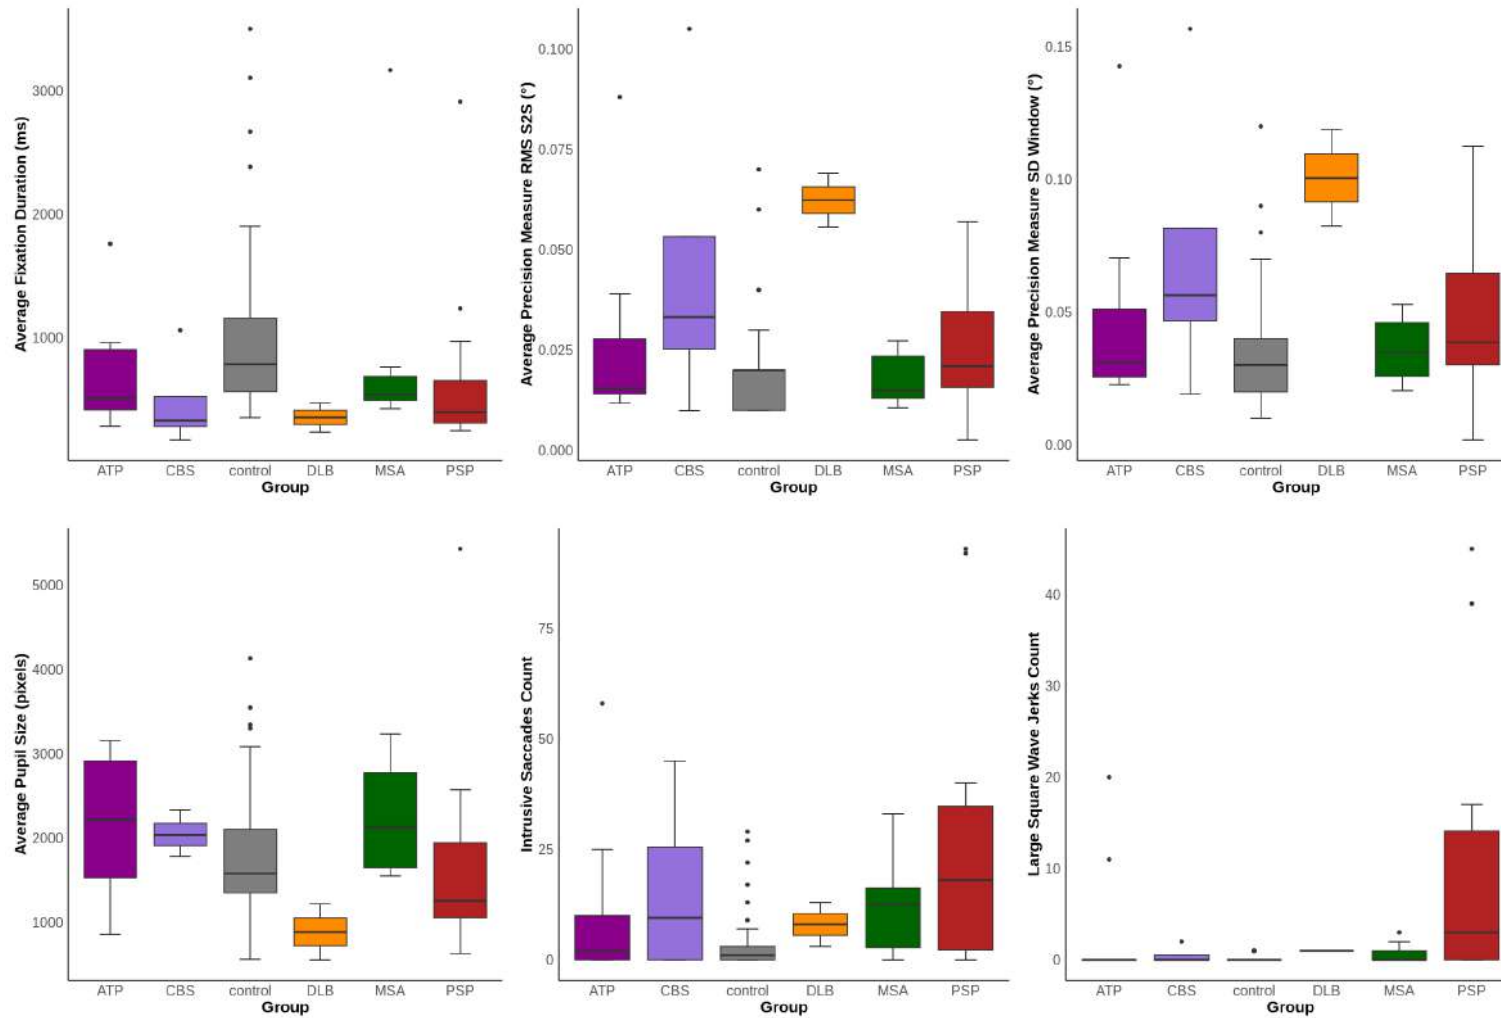 Average Fixation Duration (ms)
3000
2000
1000
ATP CBS control DLB MSA PSP
Group
Average Precision Measure RMS S2S (°)
0.100
0.075
0.050
0.025
0.000
ATP CBS control DLB MSA PSP
Group
Average Precision Measure SD Window (°)
0.15
0.10
0.05
0.00
ATP CBS control DLB MSA PSP
Group
Average Pupil Size (pixels)
5000
4000
3000
2000
1000
ATP CBS control DLB MSA PSP
Group
Intrusive Saccades Count
75
50
25
0
ATP CBS control DLB MSA PSP
Group
Large Square Wave Jerks Count
40
30
20
10
0
ATP CBS control DLB MSA PSP
Group